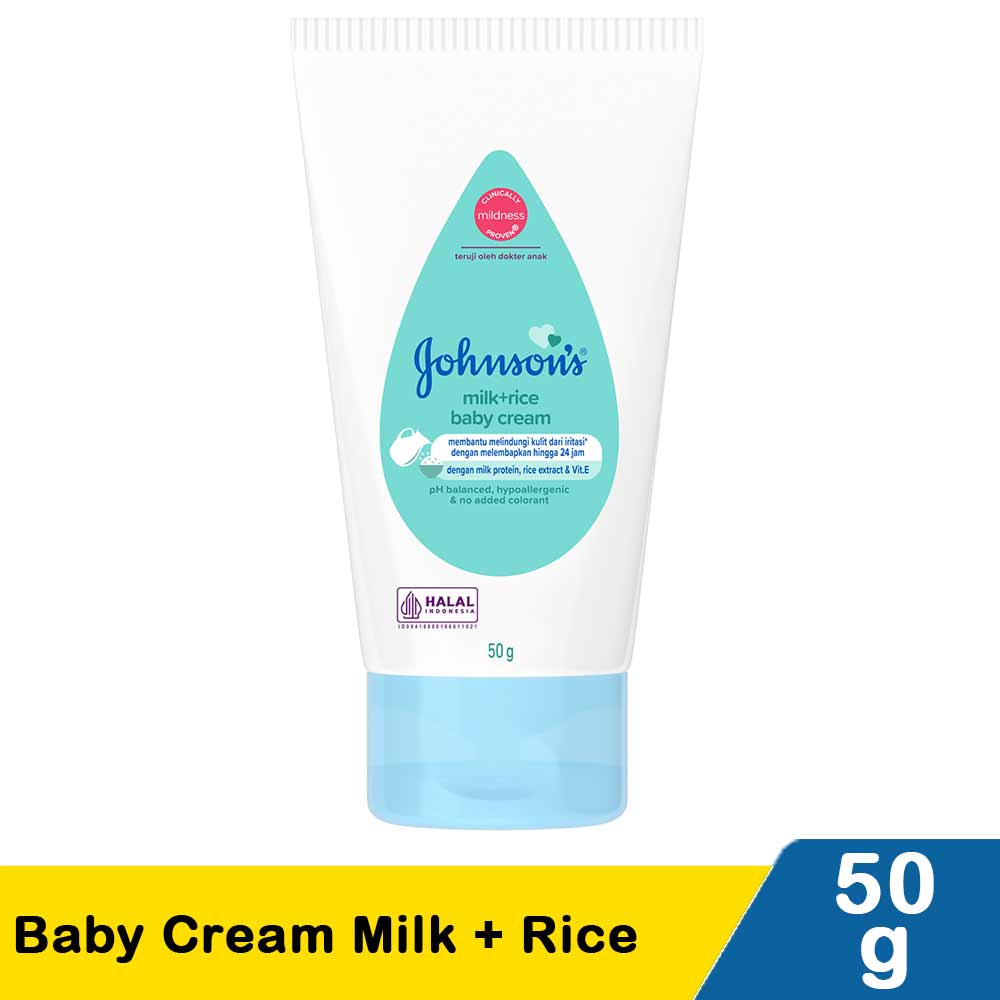 CLINICALLY
mildness
PROVEN®
teruji oleh dokter anak
Johnson's®
milk+rice
baby cream
membantu melindungi kulit dari iritasi*
dengan melembapkan hingga 24 jam
dengan milk protein, rice extract & Vit.E
pH balanced, hypoallergenic
& no added colorant
HALAL
INDONESIA
50 g
Baby Cream Milk + Rice
50
g